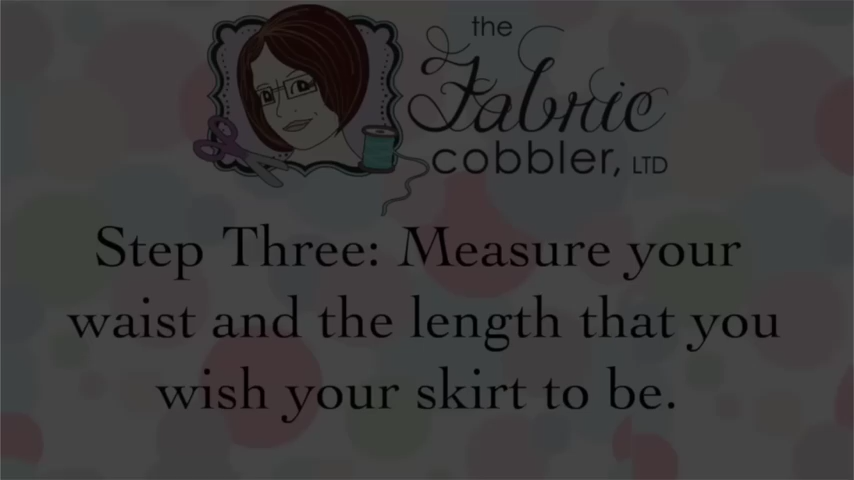 the
Fabric
cobbler, LTD
Step Three: Measure your
waist and the length that you
wish your skirt to be.